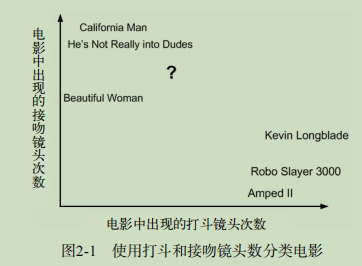 California Man
He's Not Really into Dudes
?
Beautiful Woman
Kevin Longblade
Robo Slayer 3000
Amped II
电影中出现的接吻镜头次数
电影中出现的打斗镜头次数
图2-1 使用打斗和接吻镜头数分类电影